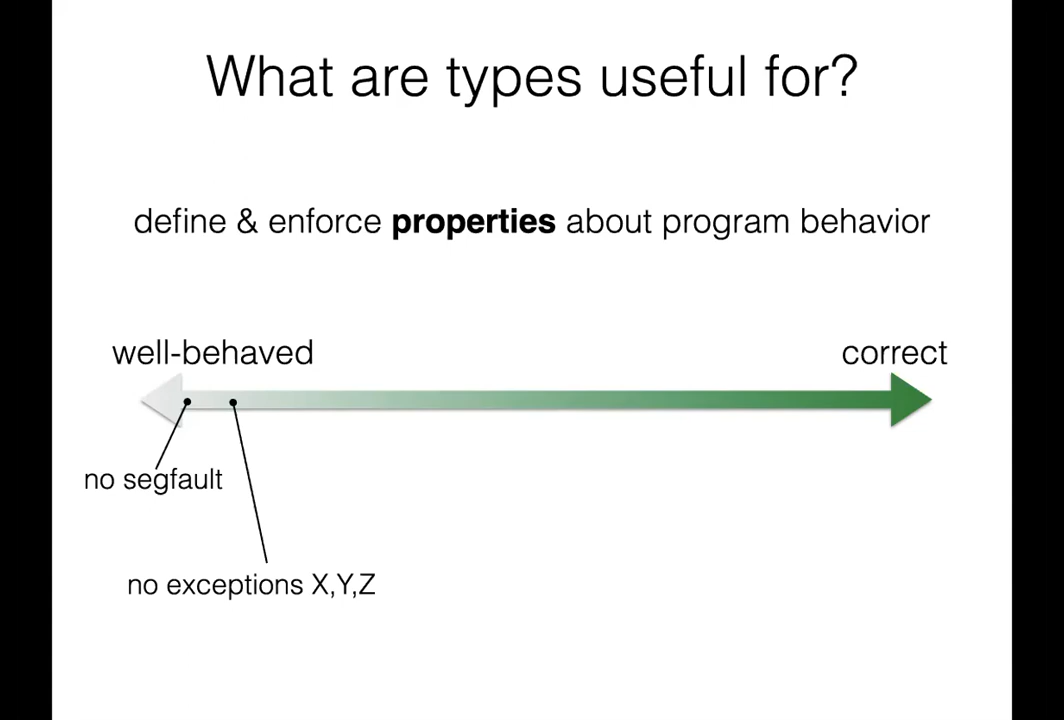 What are types useful for?
define & enforce properties about program behavior
well-behaved
correct
no segfault
no exceptions X,Y,Z